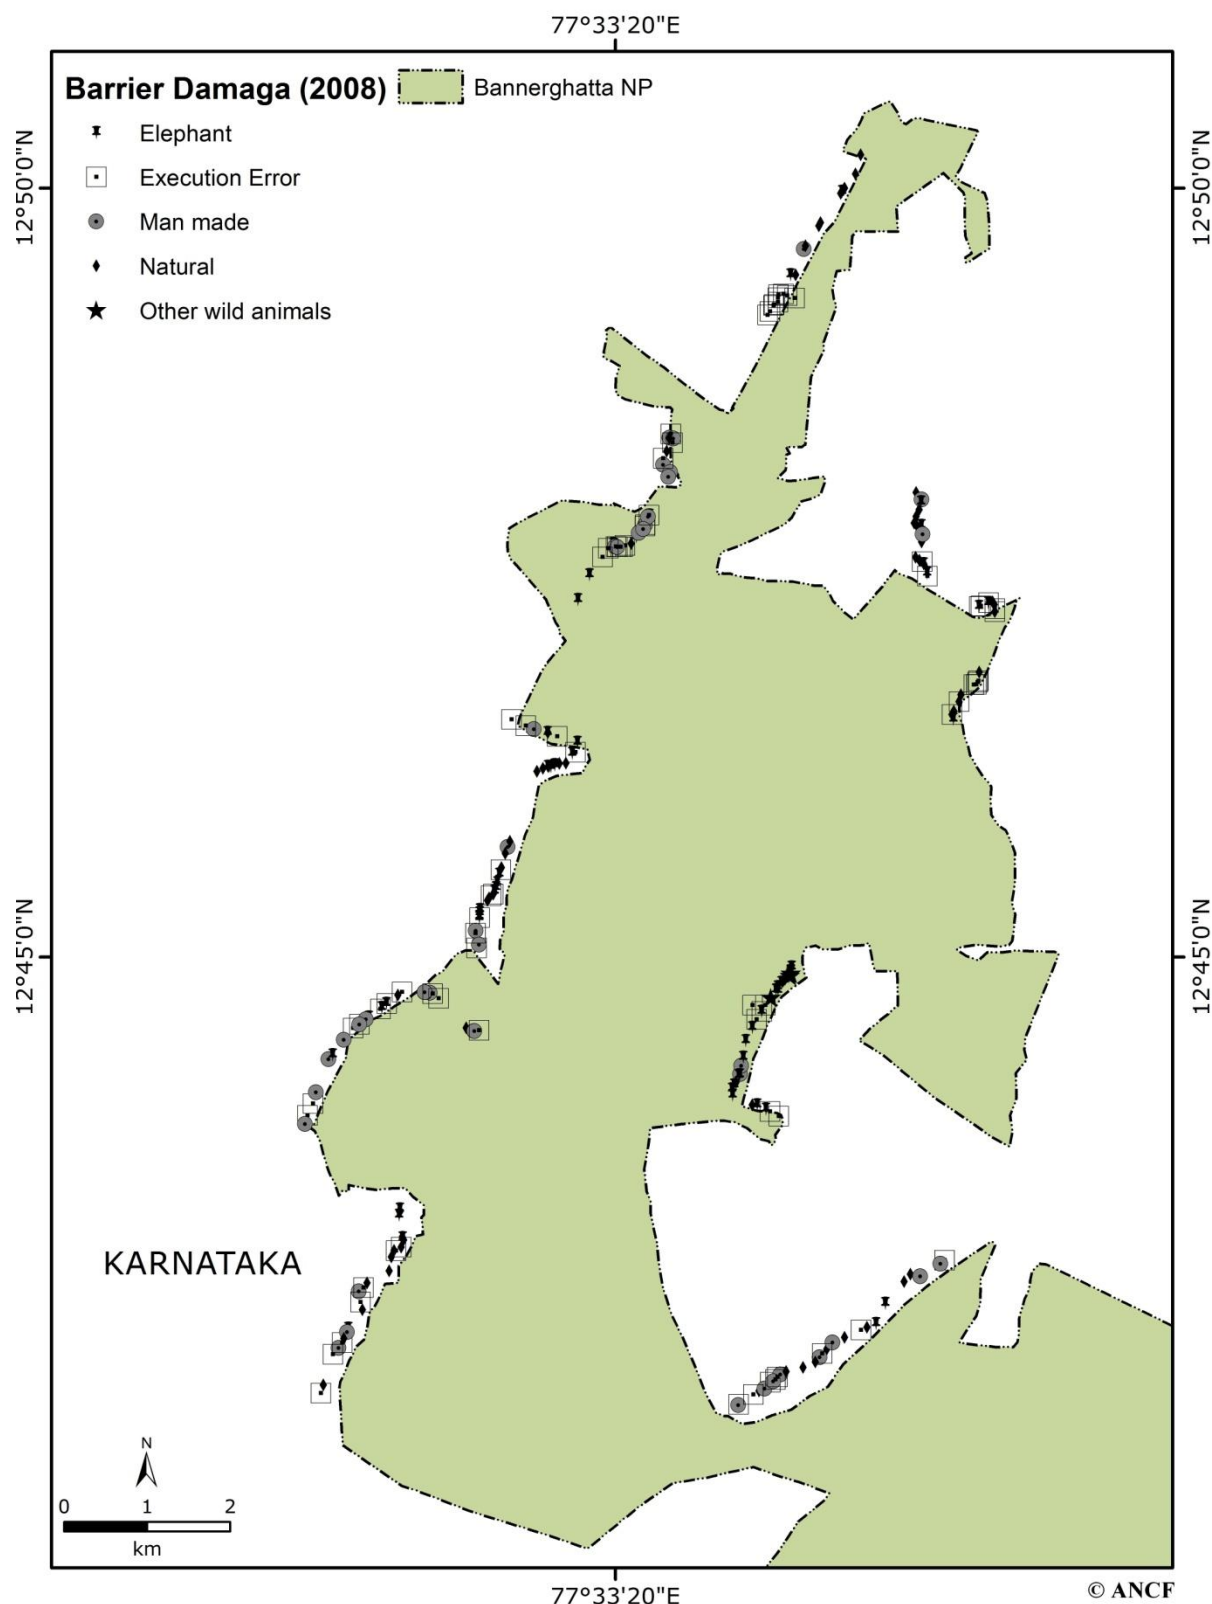 77°33'20"E
Barrier Damaga (2008)
Bannerghatta NP
Elephant
Execution Error
Man made
Natural
Other wild animals
12°50'0"N
12°50'0"N
12°45'0"N
12°45'0"N
KARNATAKA
N
0 1 2
km
77°33'20"E
© ANCF